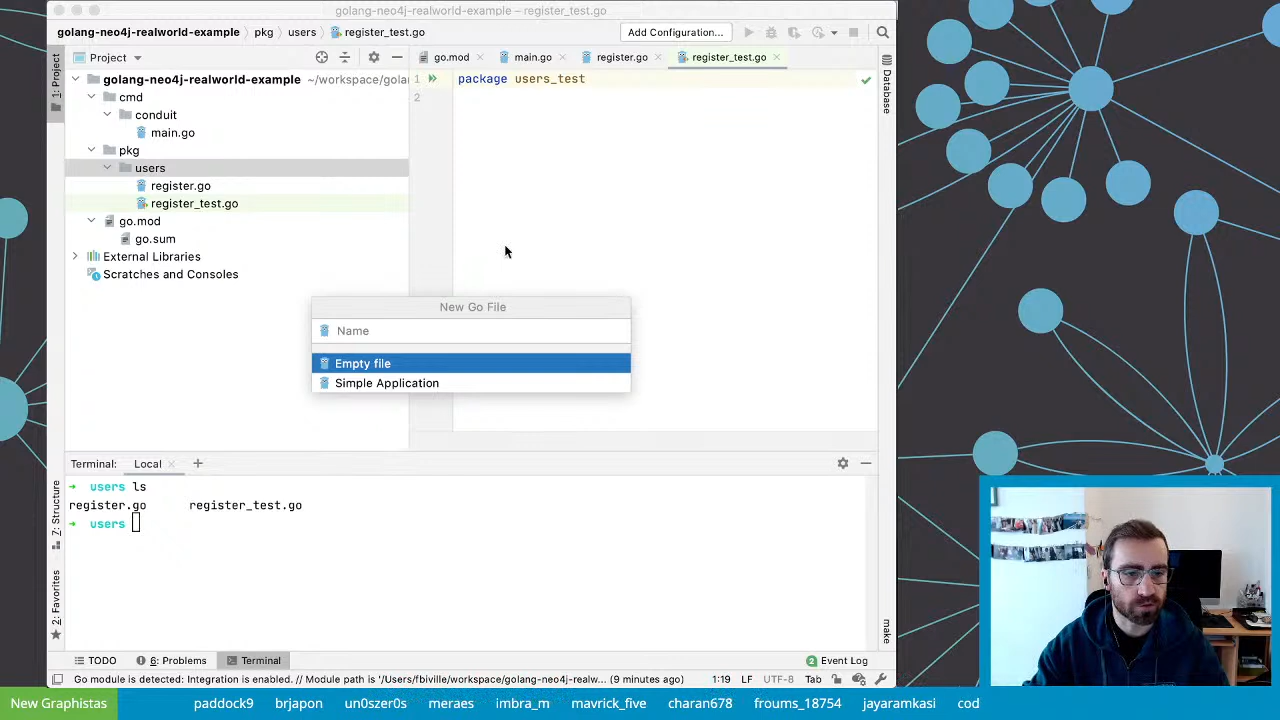 golang-neo4j-realworld-example – register_test.go
golang-neo4j-realworld-example pkg users register_test.go Add Configuration...
1: Project
Project
go.mod main.go register.go register_test.go
Database
golang-neo4j-realworld-example ~/workspace/gola
1 package users_test
2
cmd
conduit
main.go
pkg
users
register.go
register_test.go
go.mod
go.sum
External Libraries
Scratches and Consoles
New Go File
Name
Empty file
Simple Application
Terminal: Local +
7: Structure
2: Favorites
➜ users ls
register.go register_test.go
➜ users
make
TODO 6: Problems Terminal 2 Event Log
Go module is detected: Integration is enabled. // Module path is '/Users/fbiville/workspace/golang-neo4j-realw... (9 minutes ago) 1:19 LF UTF-8 Tab
New Graphistas paddock9 brjapon un0szer0s meraes imbra_m mavrick_five charan678 froums_18754 jayaramkasi cod